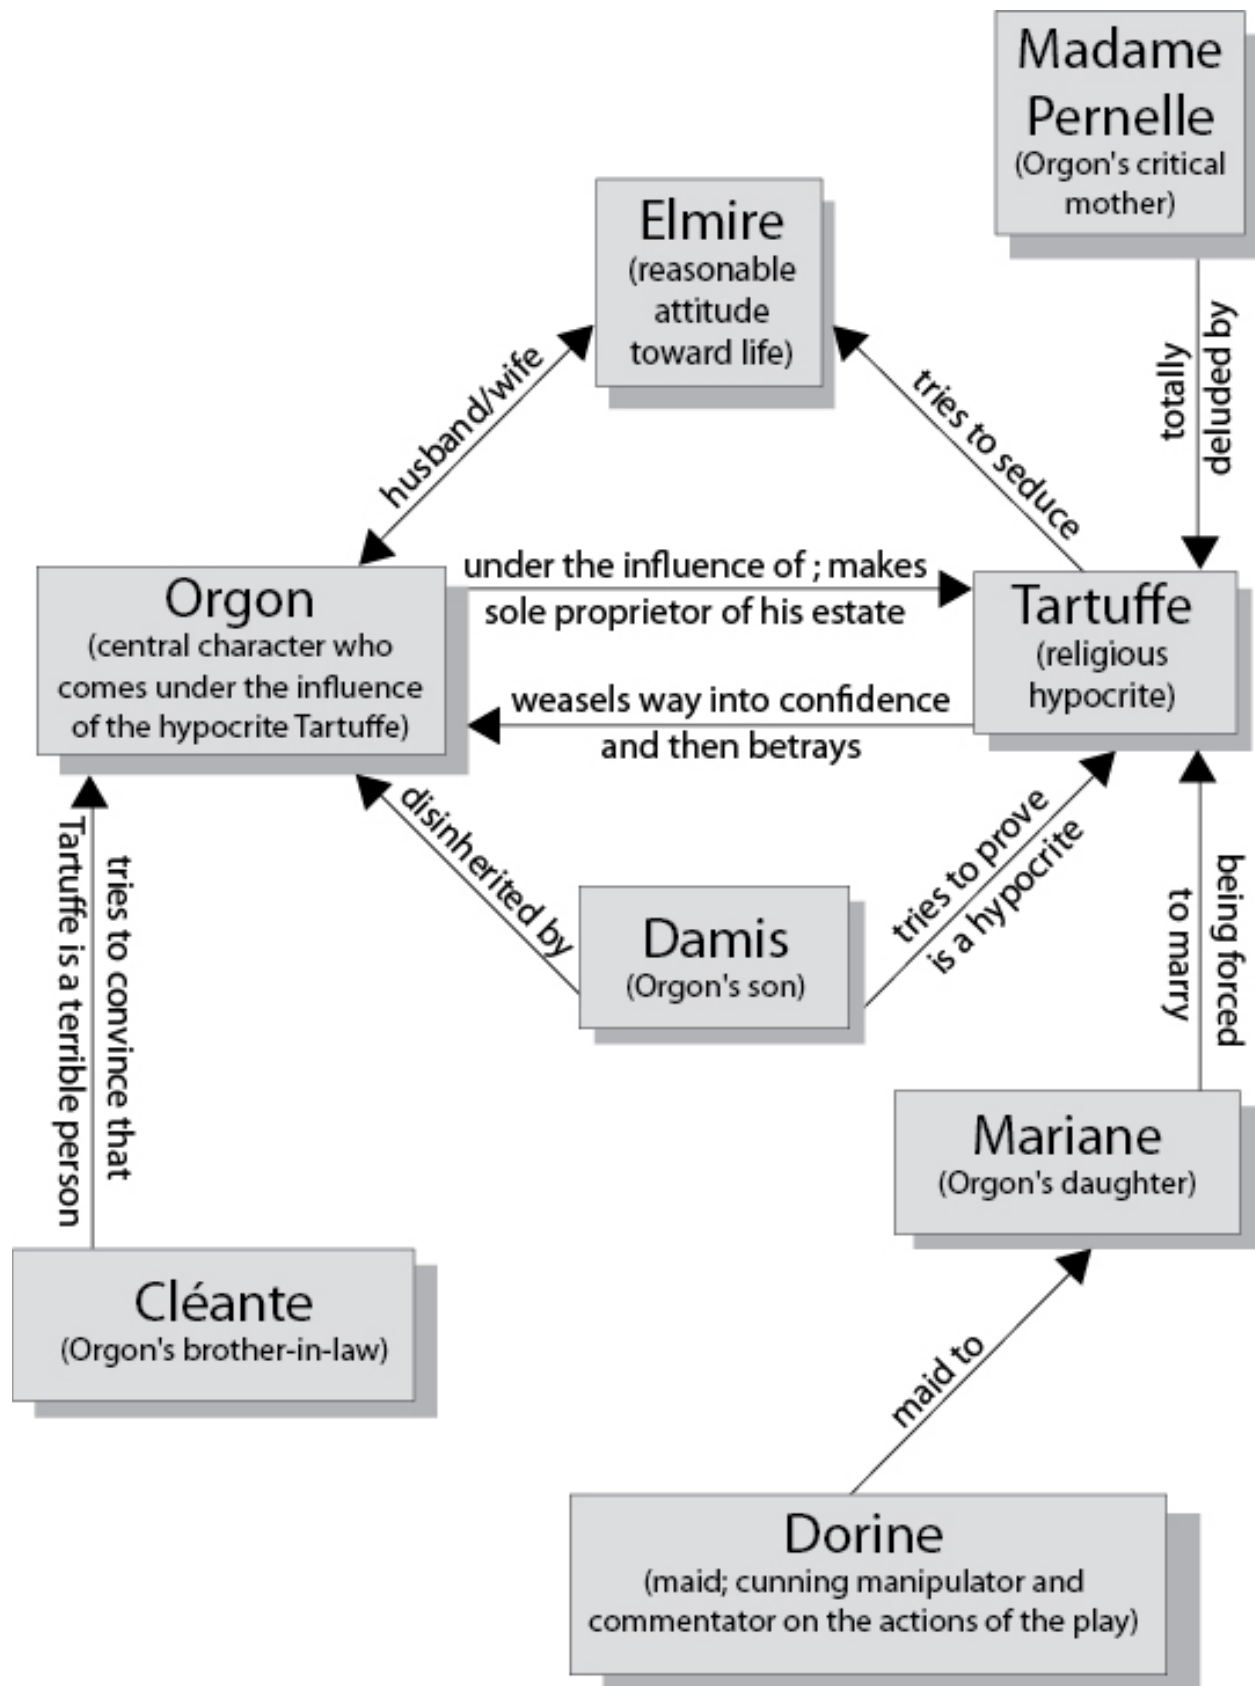 Madame
Pernelle
(Orgon's critical
mother)
Elmire
(reasonable
attitude
toward life)
totally
deluded by
husband/wife
tries to seduce
Orgon
(central character who
comes under the influence
of the hypocrite Tartuffe)
under the influence of ; makes
sole proprietor of his estate
weasels way into confidence
and then betrays
Tartuffe
(religious
hypocrite)
disinherited by
tries to prove
is a hypocrite
being forced
to marry
tries to convince that
Tartuffe is a terrible person
Damis
(Orgon's son)
Mariane
(Orgon's daughter)
Cléante
(Orgon's brother-in-law)
maid to
Dorine
(maid; cunning manipulator and
commentator on the actions of the play)